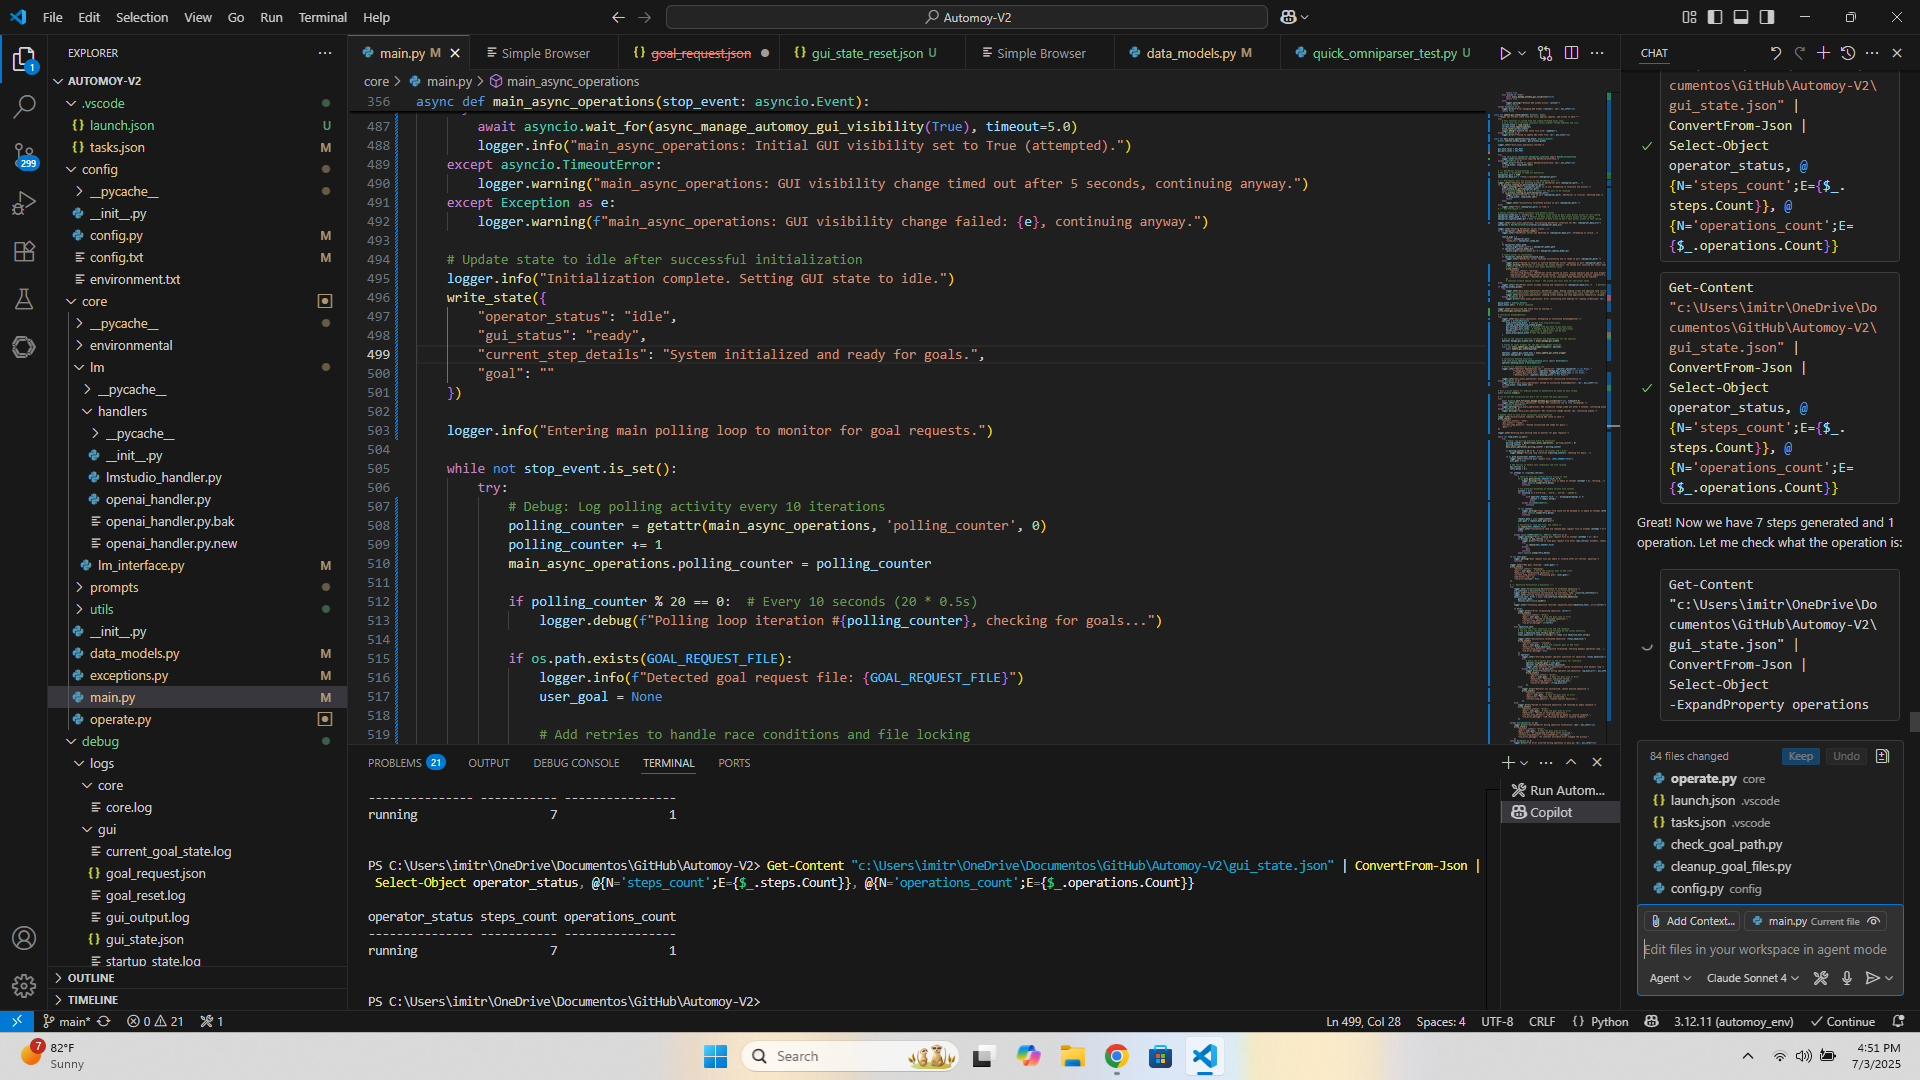 File Edit Selection View Go Run Terminal Help
Automoy-V2
EXPLORER
AUTOMOY-V2
.vscode
launch.json U
tasks.json M
config
__pycache__
__init__.py
config.py M
config.txt M
environment.txt
core
__pycache__
environmental
lm
__pycache__
handlers
__pycache__
__init__.py
lmstudio_handler.py
openai_handler.py
openai_handler.py.bak
openai_handler.py.new
lm_interface.py M
prompts
utils
__init__.py
data_models.py M
exceptions.py M
main.py M
operate.py
debug
logs
core
core.log
gui
current_goal_state.log
goal_request.json
goal_reset.log
gui_output.log
gui_state.json
startup_state.log
OUTLINE
TIMELINE
1
299
main.py M
Simple Browser
goal_request.json
gui_state_reset.json U
Simple Browser
data_models.py M
quick_omniparser_test.py U
core > main.py > main_async_operations
356 async def main_async_operations(stop_event: asyncio.Event):
487 await asyncio.wait_for(async_manage_automoy_gui_visibility(True), timeout=5.0)
488 logger.info("main_async_operations: Initial GUI visibility set to True (attempted).")
489 except asyncio.TimeoutError:
490 logger.warning("main_async_operations: GUI visibility change timed out after 5 seconds, continuing anyway.")
491 except Exception as e:
492 logger.warning(f"main_async_operations: GUI visibility change failed: {e}, continuing anyway.")
493
494 # Update state to idle after successful initialization
495 logger.info("Initialization complete. Setting GUI state to idle.")
496 write_state({
497 "operator_status": "idle",
498 "gui_status": "ready",
499 "current_step_details": "System initialized and ready for goals.",
500 "goal": ""
501 })
502
503 logger.info("Entering main polling loop to monitor for goal requests.")
504
505 while not stop_event.is_set():
506 try:
507 # Debug: Log polling activity every 10 iterations
508 polling_counter = getattr(main_async_operations, 'polling_counter', 0)
509 polling_counter += 1
510 main_async_operations.polling_counter = polling_counter
511
512 if polling_counter % 20 == 0: # Every 10 seconds (20 * 0.5s)
513 logger.debug(f"Polling loop iteration #{polling_counter}, checking for goals...")
514
515 if os.path.exists(GOAL_REQUEST_FILE):
516 logger.info(f"Detected goal request file: {GOAL_REQUEST_FILE}")
517 user_goal = None
518
519 # Add retries to handle race conditions and file locking
PROBLEMS 21 OUTPUT DEBUG CONSOLE TERMINAL PORTS
--------------- ----------- ----------------
running 7 1
PS C:\Users\imitr\OneDrive\Documentos\GitHub\Automoy-V2> Get-Content "c:\Users\imitr\OneDrive\Documentos\GitHub\Automoy-V2\gui_state.json" | ConvertFrom-Json |
Select-Object operator_status, @{N='steps_count';E={$_.steps.Count}}, @{N='operations_count';E={$_.operations.Count}}
operator_status steps_count operations_count
--------------- ----------- ----------------
running 7 1
PS C:\Users\imitr\OneDrive\Documentos\GitHub\Automoy-V2>
Run Autom...
Copilot
CHAT
cumentos\GitHub\Automoy-V2\
gui_state.json" |
ConvertFrom-Json |
Select-Object
operator_status, @
{N='steps_count';E={$_.
steps.Count}}, @
{N='operations_count';E=
{$_.operations.Count}}
Get-Content
"c:\Users\imitr\OneDrive\Do
cumentos\GitHub\Automoy-V2\
gui_state.json" |
ConvertFrom-Json |
Select-Object
operator_status, @
{N='steps_count';E={$_.
steps.Count}}, @
{N='operations_count';E=
{$_.operations.Count}}
Great! Now we have 7 steps generated and 1
operation. Let me check what the operation is:
Get-Content
"c:\Users\imitr\OneDrive\Do
cumentos\GitHub\Automoy-V2\
gui_state.json" |
ConvertFrom-Json |
Select-Object
-ExpandProperty operations
84 files changed Keep Undo
operate.py core
launch.json .vscode
tasks.json .vscode
check_goal_path.py
cleanup_goal_files.py
config.py config
Add Context... main.py Current file
Edit files in your workspace in agent mode
Agent Claude Sonnet 4
main* 0 21 1
Ln 499, Col 28 Spaces: 4 UTF-8 CRLF {} Python 3.12.11 (automoy_env) Continue
7
82°F
Sunny
Search
4:51 PM
7/3/2025